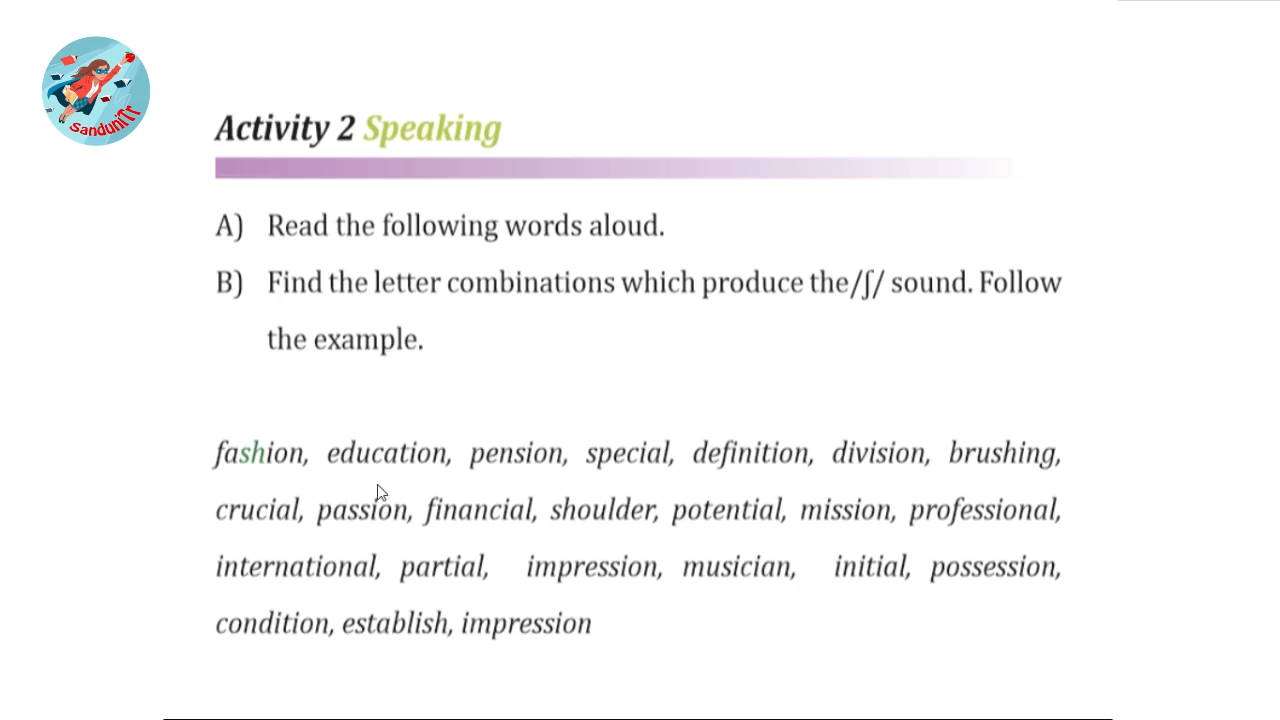 SanduniTr
Activity 2 Speaking
A) Read the following words aloud.
B) Find the letter combinations which produce the/ʃ/ sound. Follow
the example.
fashion, education, pension, special, definition, division, brushing,
crucial, passion, financial, shoulder, potential, mission, professional,
international, partial, impression, musician, initial, possession,
condition, establish, impression